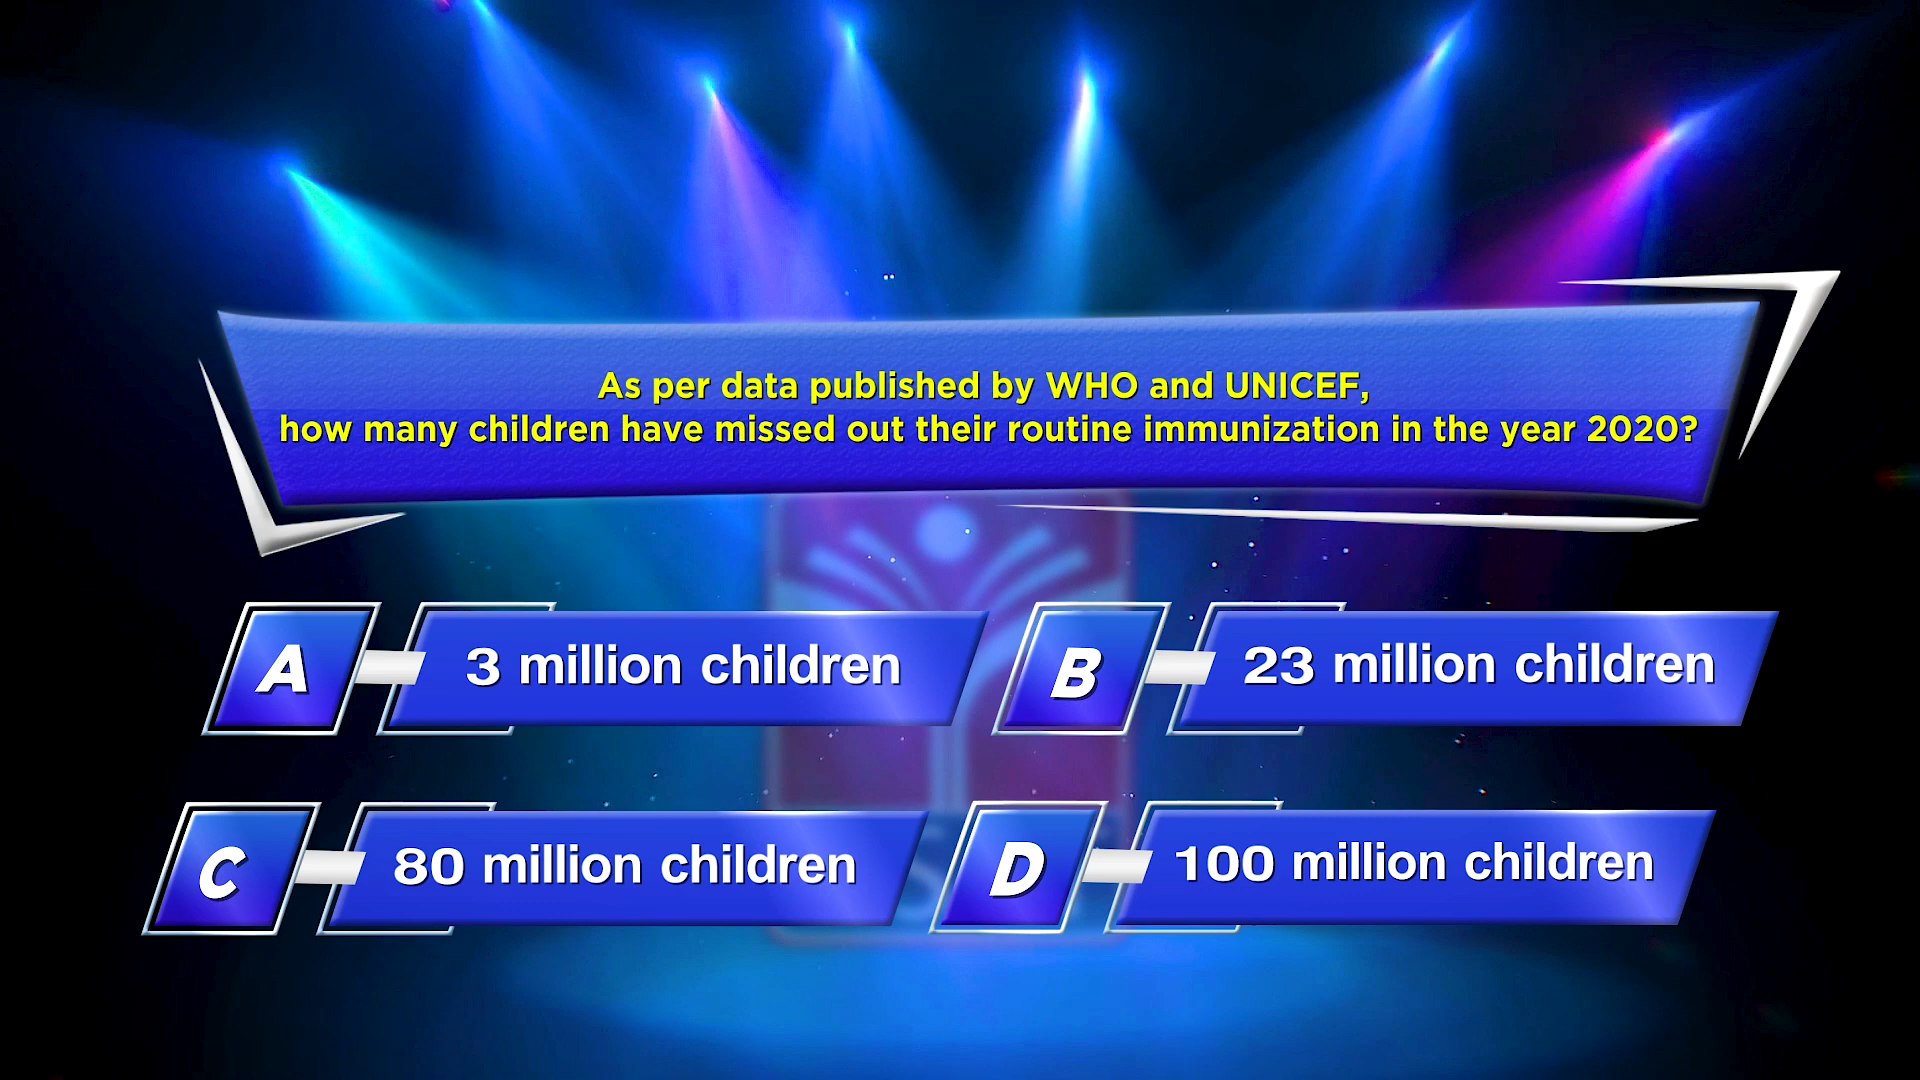 As per data published by WHO and UNICEF,
how many children have missed out their routine immunization in the year 2020?
A 3 million children
B 23 million children
C 80 million children
D 100 million children